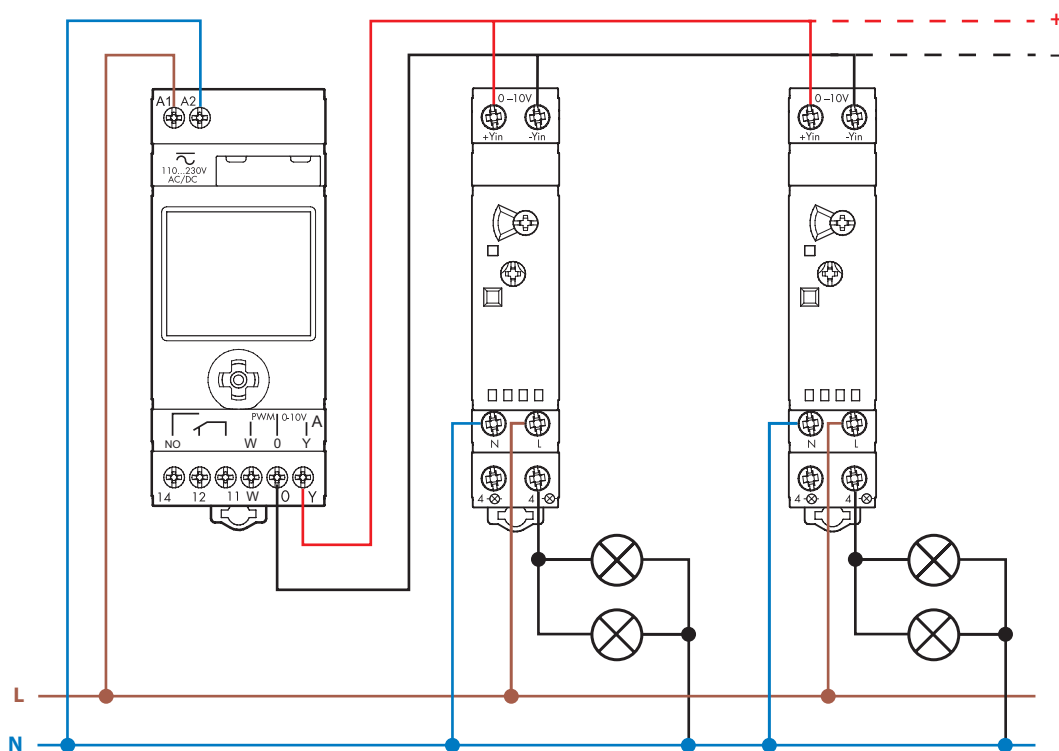 +
−
A1 A2
110...230V
AC/DC
0 –10V
+Yin -Yin
0 –10V
+Yin -Yin
PWM 0-10V A
NO W 0 Y
14 12 11 W 0 Y
N L
4 4
N L
4 4
L
N